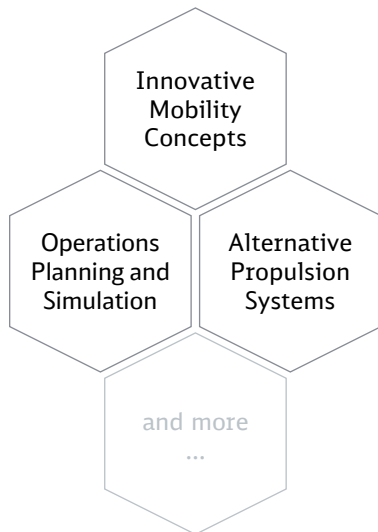 Innovative
Mobility
Concepts
Operations
Planning and
Simulation
Alternative
Propulsion
Systems
and more
...